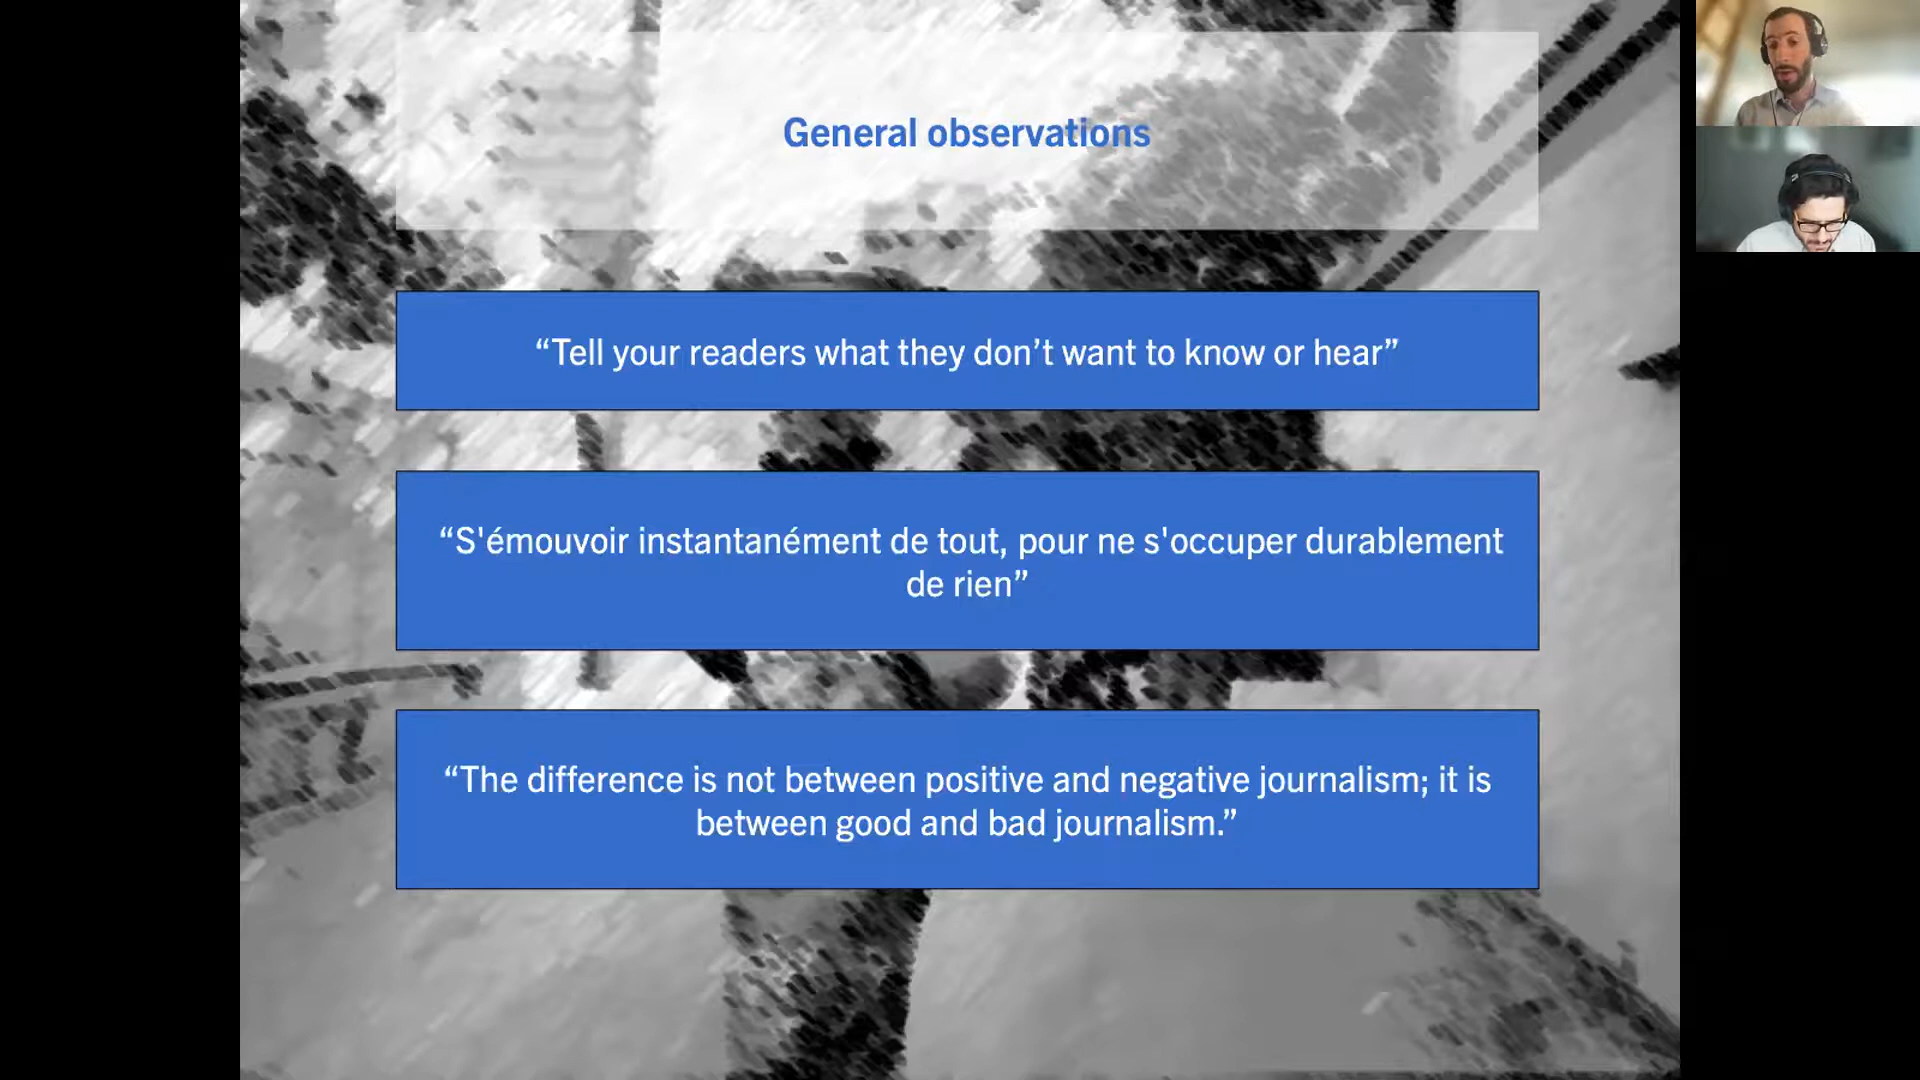 General observations
“Tell your readers what they don’t want to know or hear”
“S'émouvoir instantanément de tout, pour ne s'occuper durablement
de rien”
“The difference is not between positive and negative journalism; it is
between good and bad journalism.”